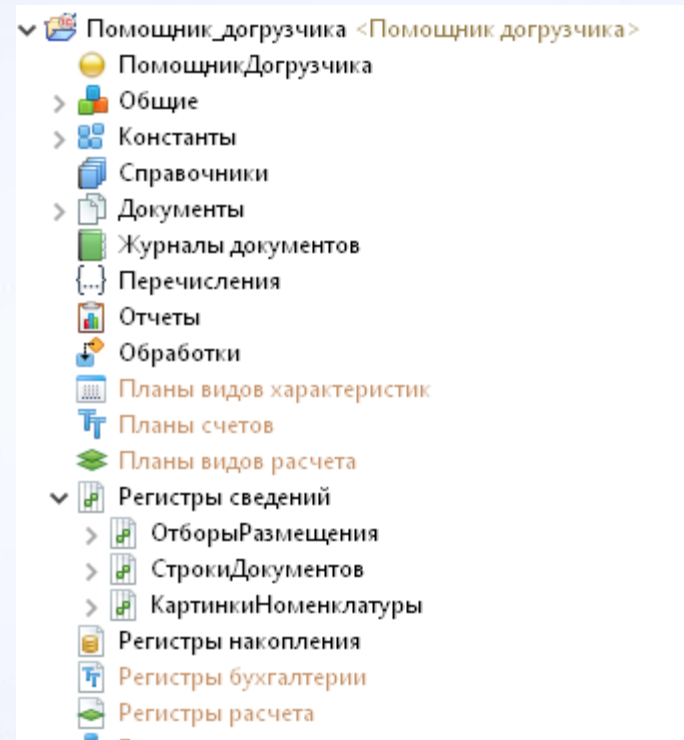 Помощник_догрузчика <Помощник догрузчика>
ПомощникДогрузчика
Общие
Константы
Справочники
Документы
Журналы документов
Перечисления
Отчеты
Обработки
Планы видов характеристик
Планы счетов
Планы видов расчета
Регистры сведений
ОтборыРазмещения
СтрокиДокументов
КартинкиНоменклатуры
Регистры накопления
Регистры бухгалтерии
Регистры расчета